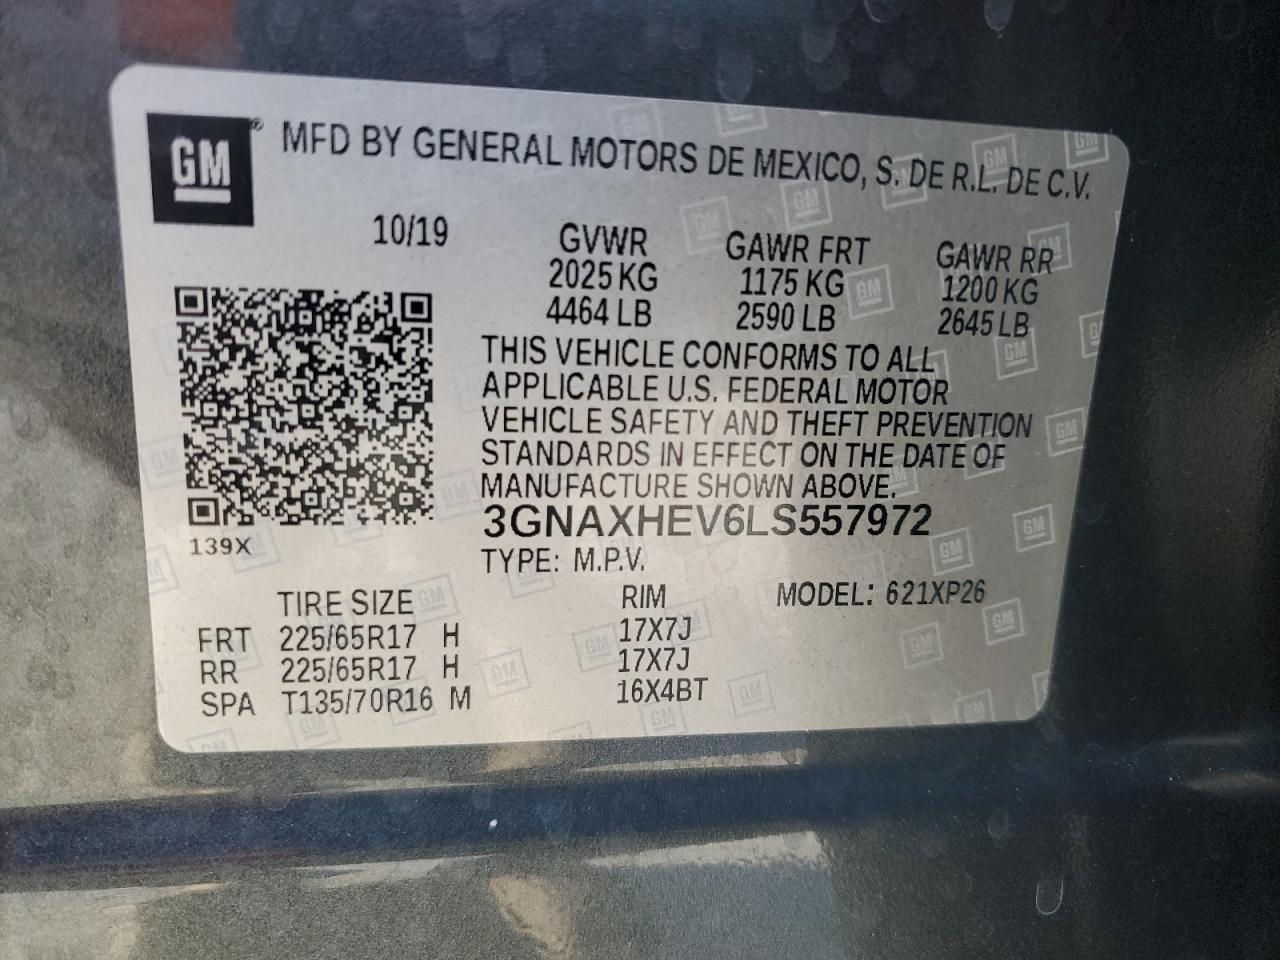 GM®
MFD BY GENERAL MOTORS DE MEXICO, S. DE R.L. DE C.V.
10/19
GVWR GAWR FRT GAWR RR
2025 KG 1175 KG 1200 KG
4464 LB 2590 LB 2645 LB
THIS VEHICLE CONFORMS TO ALL
APPLICABLE U.S. FEDERAL MOTOR
VEHICLE SAFETY AND THEFT PREVENTION
STANDARDS IN EFFECT ON THE DATE OF
MANUFACTURE SHOWN ABOVE.
3GNAXHEV6LS557972
139X
TYPE: M.P.V.
TIRE SIZE RIM MODEL: 621XP26
FRT 225/65R17 H 17X7J
RR 225/65R17 H 17X7J
SPA T135/70R16 M 16X4BT